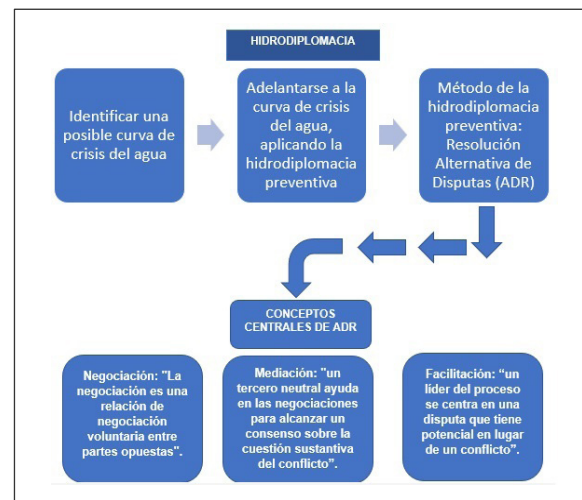 HIDRODIPLOMACIA
Identificar una
posible curva de
crisis del agua
Adelantarse a la
curva de crisis
del agua,
aplicando la
hidrodiplomacia
preventiva
Método de la
hidrodiplomacia
preventiva:
Resolución
Alternativa de
Disputas (ADR)
CONCEPTOS
CENTRALES DE ADR
Negociación: "La
negociación es una
relación de
negociación
voluntaria entre
partes opuestas".
Mediación: "un
tercero neutral ayuda
en las negociaciones
para alcanzar un
consenso sobre la
cuestión sustantiva
del conflicto”.
Facilitación: “un
líder del proceso
se centra en una
disputa que tiene
potencial en lugar
de un conflicto”.